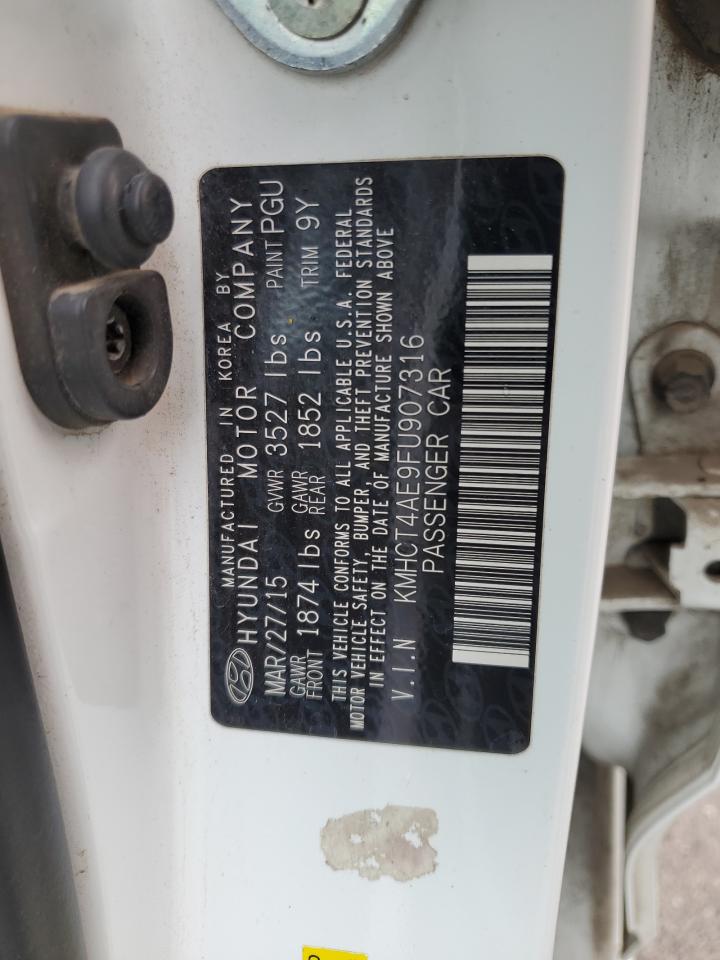 MANUFACTURED IN KOREA BY
HYUNDAI MOTOR COMPANY
MAR/27/15 GVWR 3527 lbs PAINT PGU
GAWR FRONT 1874 lbs GAWR REAR 1852 lbs TRIM 9Y
THIS VEHICLE CONFORMS TO ALL APPLICABLE U.S.A. FEDERAL
MOTOR VEHICLE SAFETY, BUMPER, AND THEFT PREVENTION STANDARDS
IN EFFECT ON THE DATE OF MANUFACTURE SHOWN ABOVE
V.I.N KMHCT4AE9FU907316
PASSENGER CAR